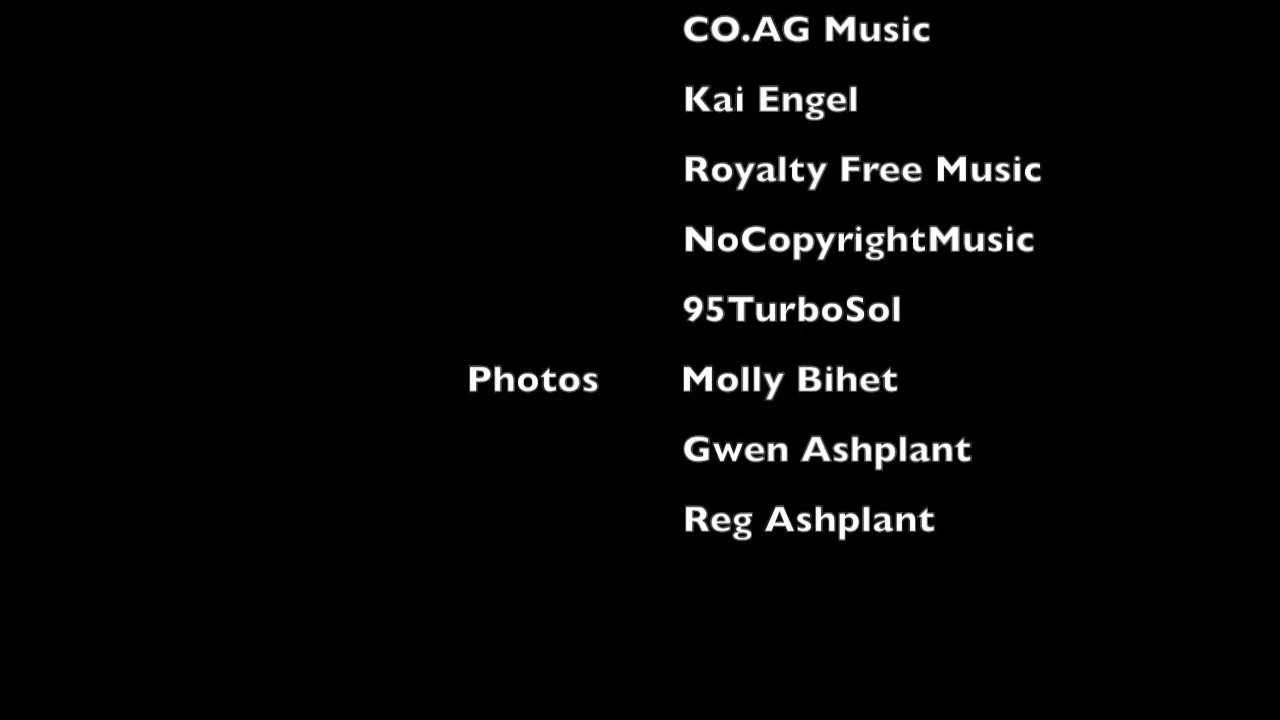 CO.AG Music
Kai Engel
Royalty Free Music
NoCopyrightMusic
95TurboSol
Photos Molly Bihet
Gwen Ashplant
Reg Ashplant